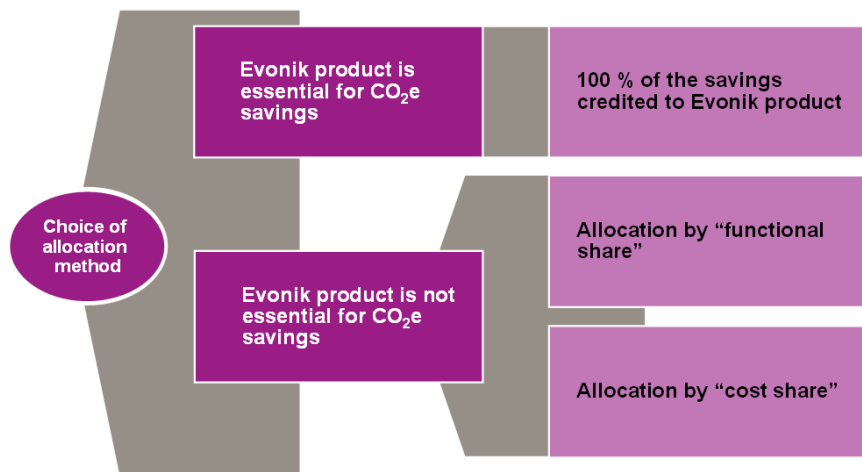 Evonik product is
essential for CO₂e
savings
100 % of the savings
credited to Evonik product
Choice of
allocation
method
Allocation by “functional
share”
Evonik product is not
essential for CO₂e
savings
Allocation by “cost share”